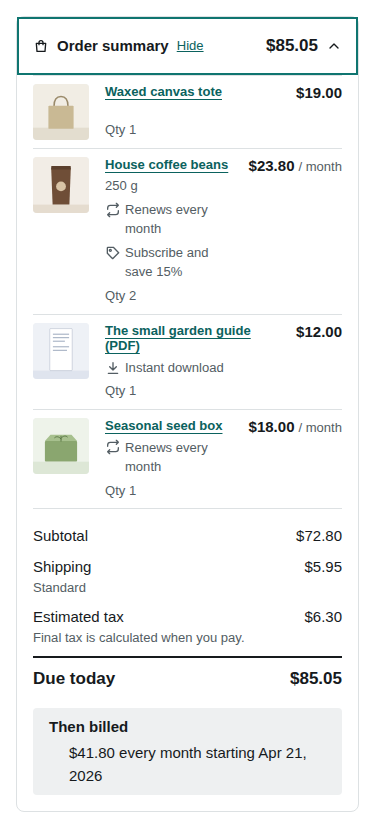 Order summary Hide $85.05
Waxed canvas tote $19.00
Qty 1
House coffee beans $23.80 / month
250 g
Renews every
month
Subscribe and
save 15%
Qty 2
The small garden guide $12.00
(PDF)
Instant download
Qty 1
Seasonal seed box $18.00 / month
Renews every
month
Qty 1
Subtotal $72.80
Shipping $5.95
Standard
Estimated tax $6.30
Final tax is calculated when you pay.
Due today $85.05
Then billed
$41.80 every month starting Apr 21,
2026